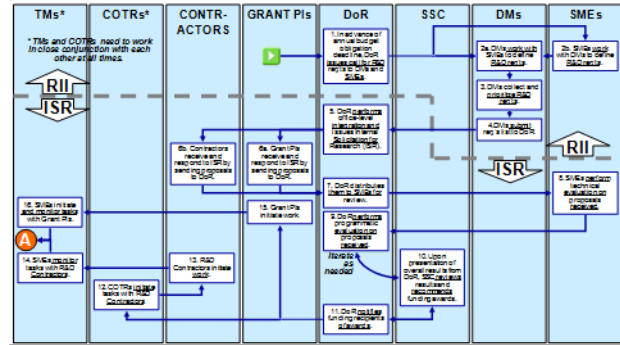 TMs* COTRs* CONTR-ACTORS GRANT PIs DoR SSC DMs SMEs
* TMs and COTRs need to work
in close conjunction with each
other at all times.
RII
ISR
1. In advance of
annual budget
obligation
deadline, DoR
issues call for R&D
rqmts to DMs and
SMEs.
2a. DMs work with
SMEs to define
R&D rqmts.
2b. SMEs work
with DMs to define
R&D rqmts.
3. DMs collect and
prioritize R&D
rqmts.
4. DMs submit
rqmts list to DoR.
RII
ISR
5. DoR performs
office-level
integration and
issues Internal
Solicitation for
Research (ISR).
6b. Contractors
receive and
respond to ISR by
sending proposals
to DoR.
6a. Grant PIs
receive and
respond to ISR by
sending proposals
to DoR.
7. DoR distributes
them to SMEs for
review.
8. SMEs perform
technical
evaluation on
proposals
received.
9. DoR performs
programmatic
evaluation on
proposals
received.
Iterate
as
needed
10. Upon
presentation of
overall results from
DoR, SSC reviews
results and
recommends
funding awards.
11. DoR notifies
funding recipients
of awards.
12. COTRs initiate
tasks with R&D
Contractors
13. R&D
Contractors initiate
work.
14. SMEs monitor
tasks with R&D
Contractors.
15. Grant PIs
initiate work.
16. SMEs initiate
and monitor tasks
with Grant PIs.
A